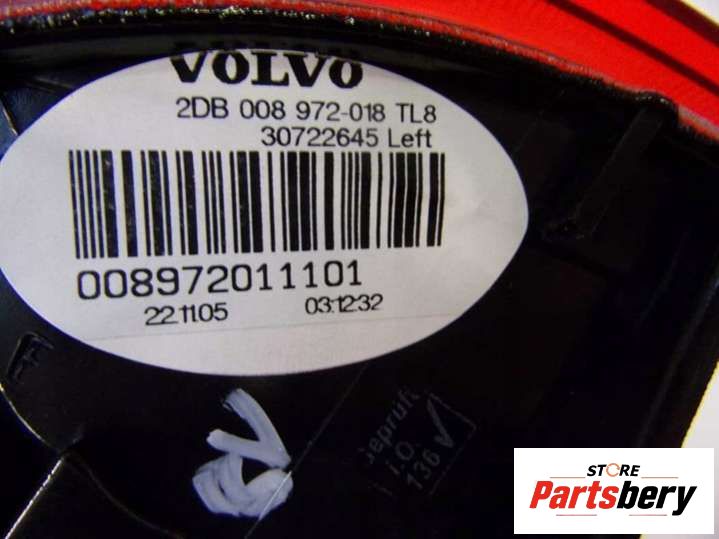 VOLVO
2DB 008 972-018 TL8
30722645 Left
008972011101
22.11.05 03:12:32
F
R
Geprüft
i.O.
136
STORE
Partsbery